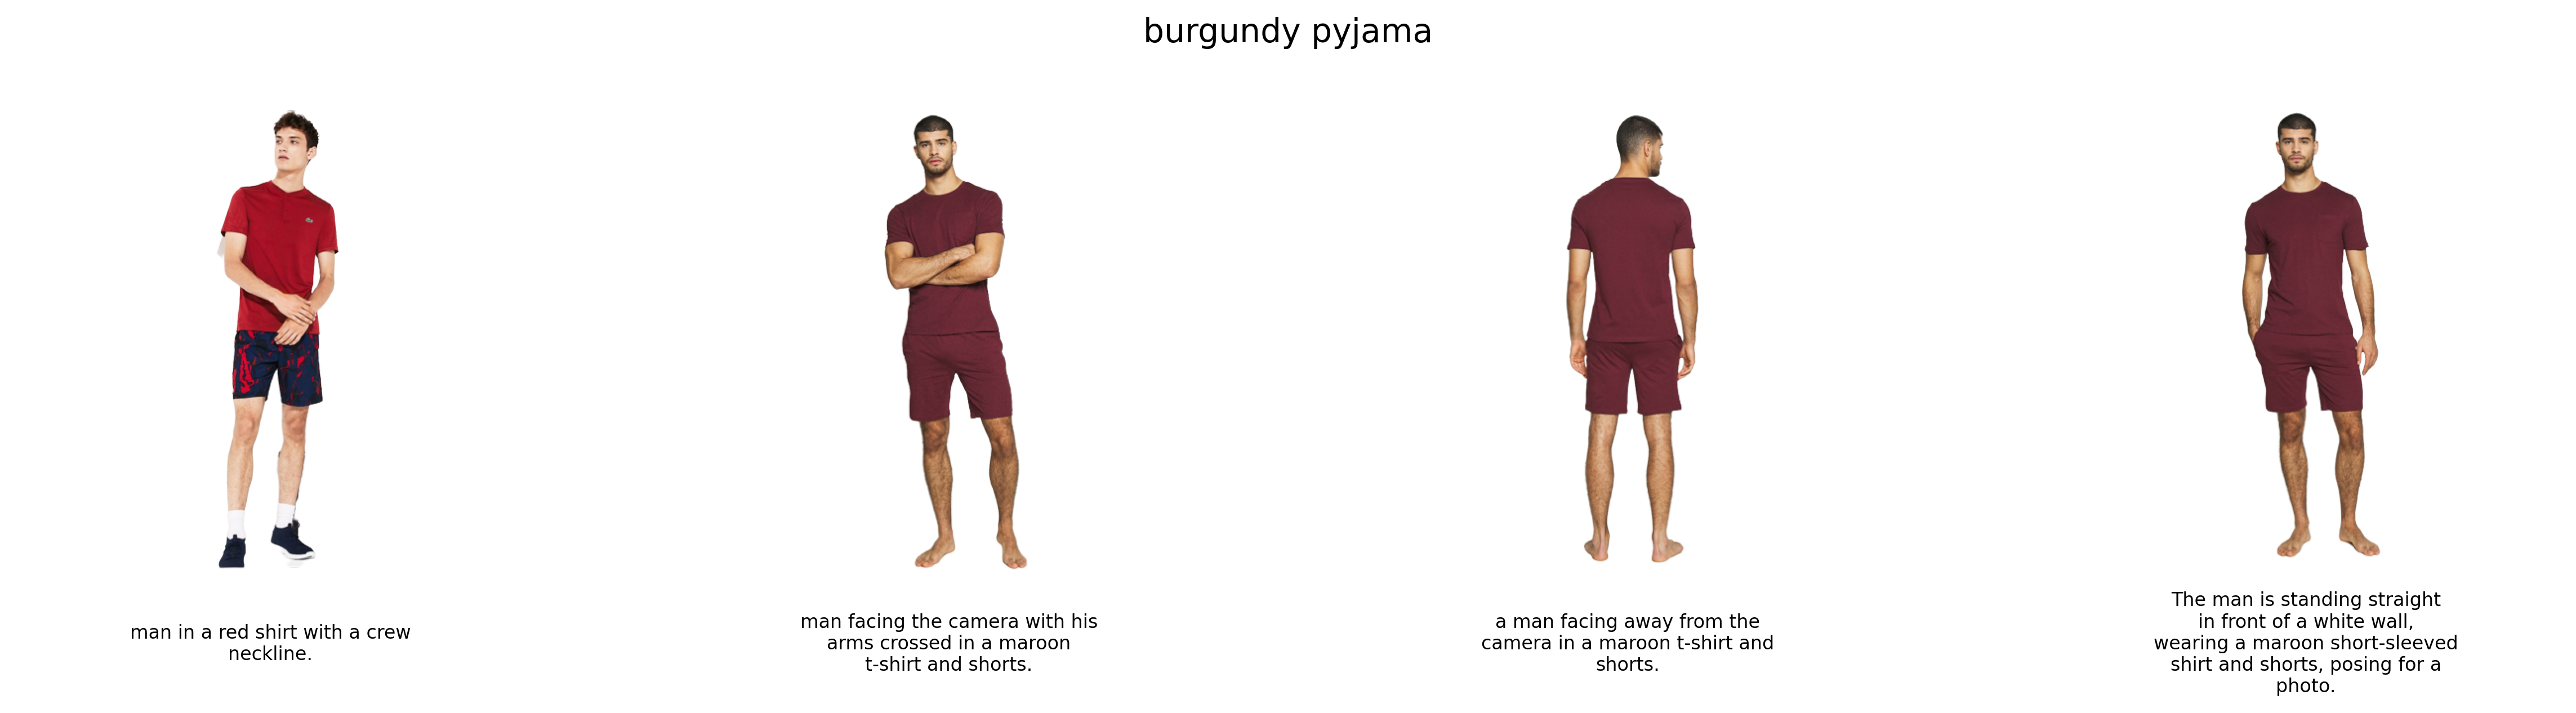 burgundy pyjama
man in a red shirt with a crew
neckline.
man facing the camera with his
arms crossed in a maroon
t-shirt and shorts.
a man facing away from the
camera in a maroon t-shirt and
shorts.
The man is standing straight
in front of a white wall,
wearing a maroon short-sleeved
shirt and shorts, posing for a
photo.